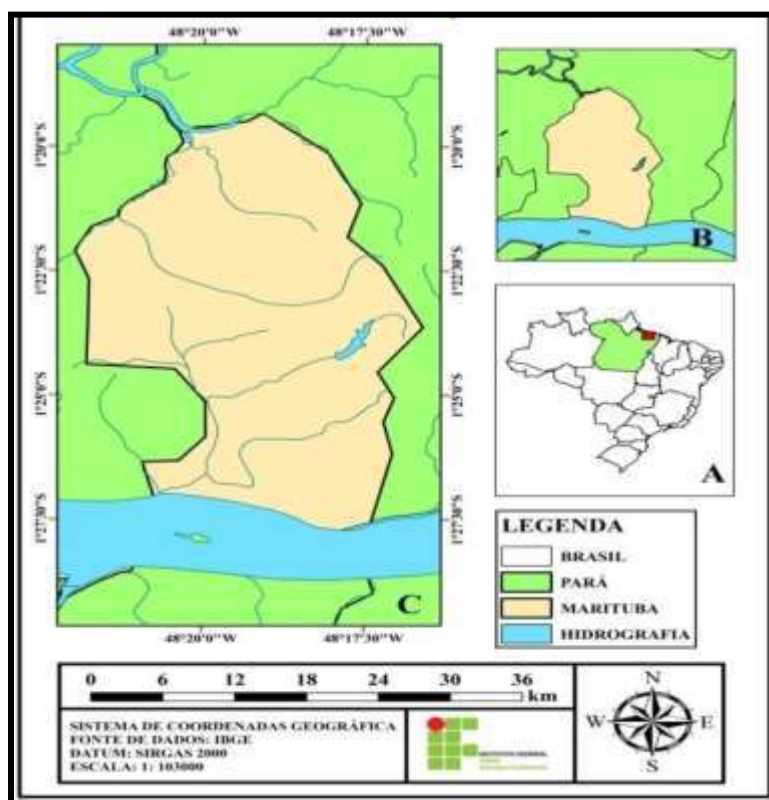 48°20'0"W 48°17'30"W
1°20'0"S 1°20'0"S
1°22'30"S 1°22'30"S
1°25'0"S 1°25'0"S
1°27'30"S 1°27'30"S
C
48°20'0"W 48°17'30"W
B
A
LEGENDA
BRASIL
PARÁ
MARITUBA
HIDROGRAFIA
0 6 12 18 24 30 36
km
SISTEMA DE COORDENADAS GEOGRÁFICA
FONTE DE DADOS: IBGE
DATUM: SIRGAS 2000
ESCALA: 1: 103000
INSTITUTO FEDERAL
N
W E
S